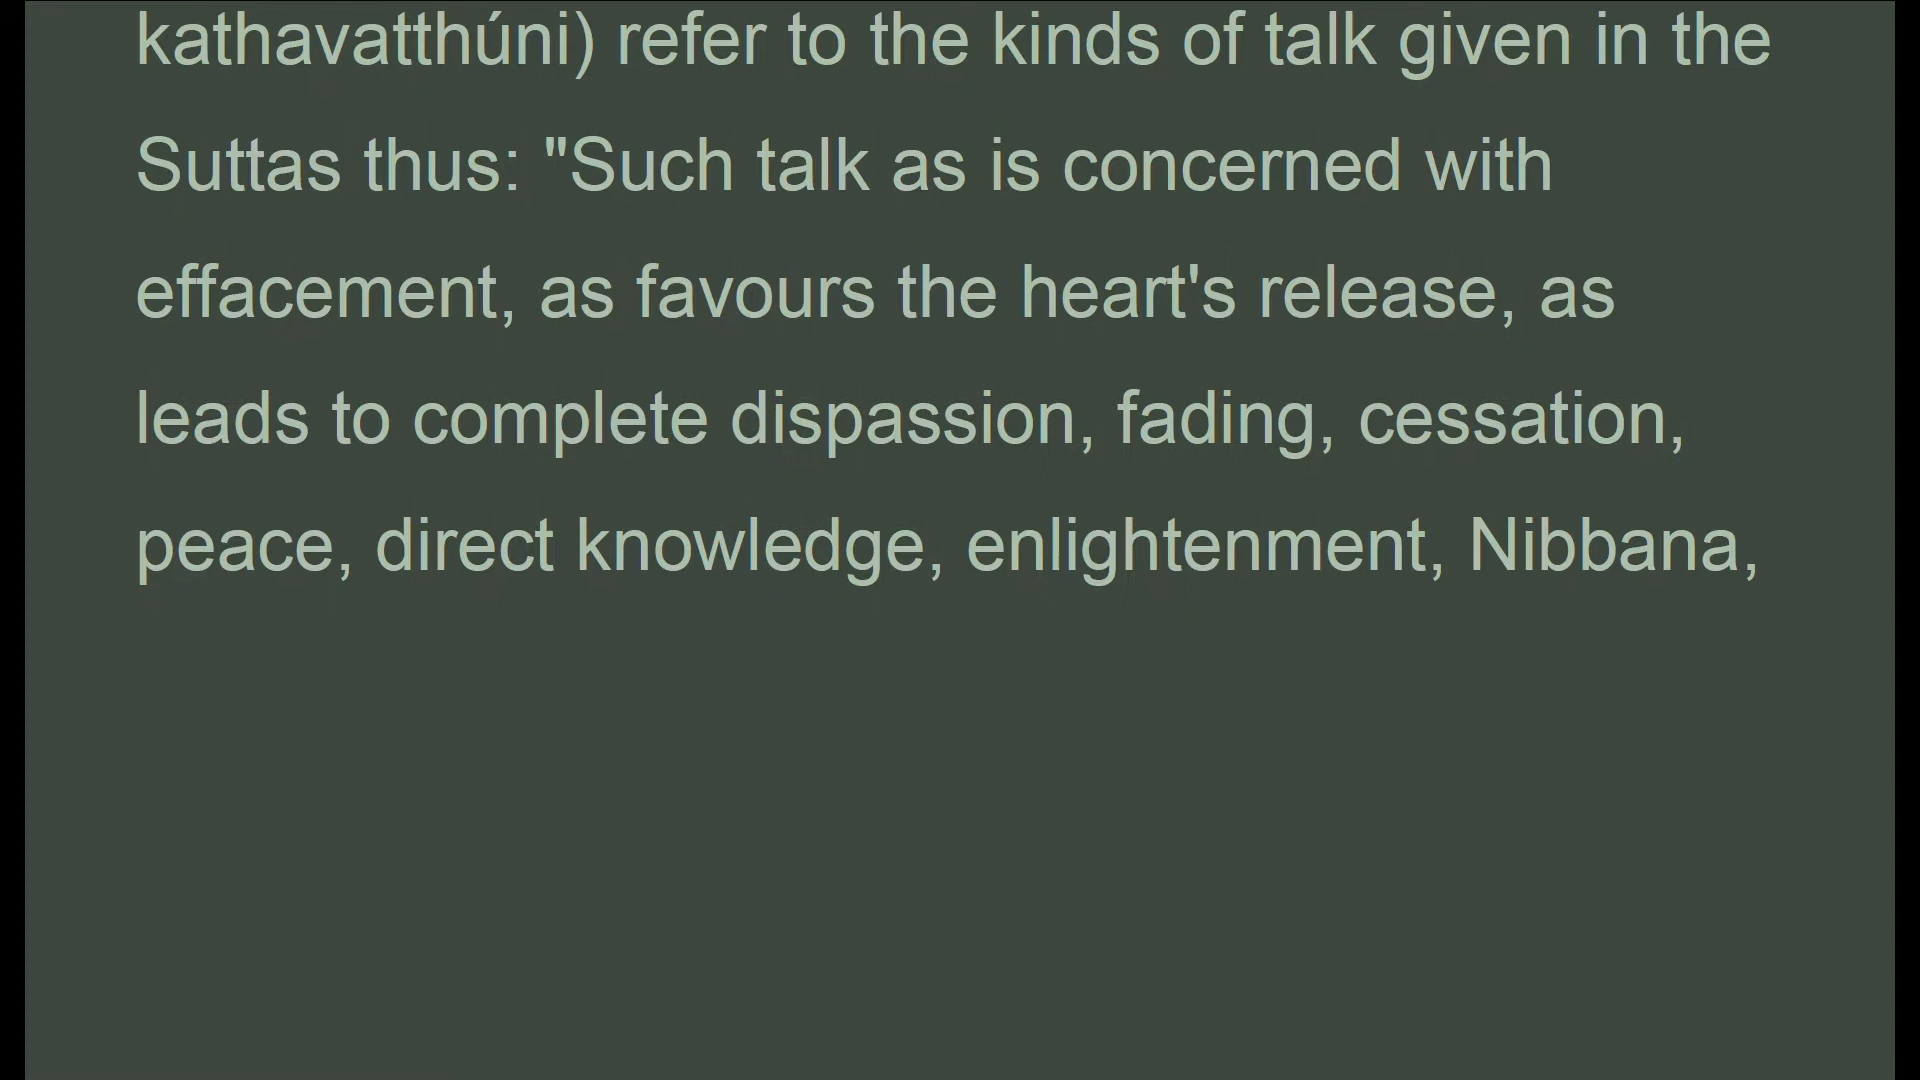 kathavatthúni) refer to the kinds of talk given in the
Suttas thus: "Such talk as is concerned with
effacement, as favours the heart's release, as
leads to complete dispassion, fading, cessation,
peace, direct knowledge, enlightenment, Nibbana,